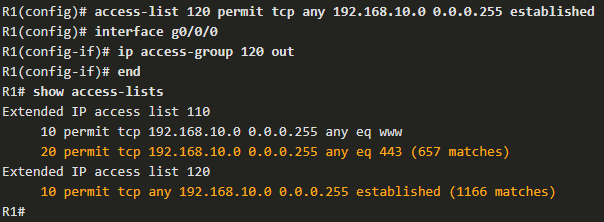 R1(config)# access-list 120 permit tcp any 192.168.10.0 0.0.0.255 established
R1(config)# interface g0/0/0
R1(config-if)# ip access-group 120 out
R1(config-if)# end
R1# show access-lists
Extended IP access list 110
     10 permit tcp 192.168.10.0 0.0.0.255 any eq www
     20 permit tcp 192.168.10.0 0.0.0.255 any eq 443 (657 matches)
Extended IP access list 120
     10 permit tcp any 192.168.10.0 0.0.0.255 established (1166 matches)
R1#